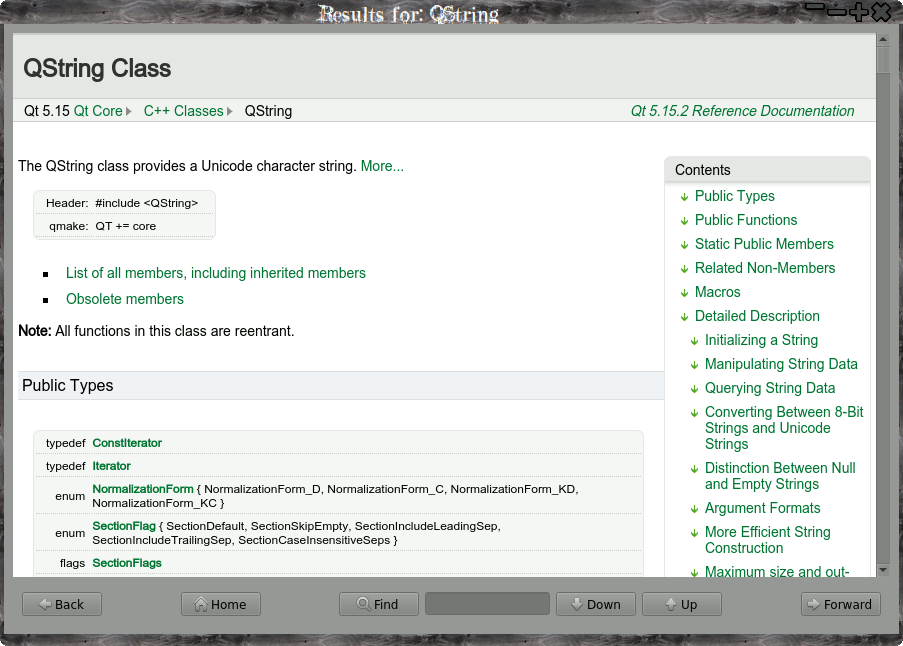 Results for: QString
QString Class
Qt 5.15 Qt Core C++ Classes QString Qt 5.15.2 Reference Documentation
The QString class provides a Unicode character string. More...
Header: #include <QString>
qmake: QT += core
List of all members, including inherited members
Obsolete members
Note: All functions in this class are reentrant.
Public Types
typedef ConstIterator
typedef Iterator
enum NormalizationForm { NormalizationForm_D, NormalizationForm_C, NormalizationForm_KD,
NormalizationForm_KC }
enum SectionFlag { SectionDefault, SectionSkipEmpty, SectionIncludeLeadingSep,
SectionIncludeTrailingSep, SectionCaseInsensitiveSeps }
flags SectionFlags
Contents
Public Types
Public Functions
Static Public Members
Related Non-Members
Macros
Detailed Description
Initializing a String
Manipulating String Data
Querying String Data
Converting Between 8-Bit
Strings and Unicode
Strings
Distinction Between Null
and Empty Strings
Argument Formats
More Efficient String
Construction
Maximum size and out-
Back Home Find Down Up Forward